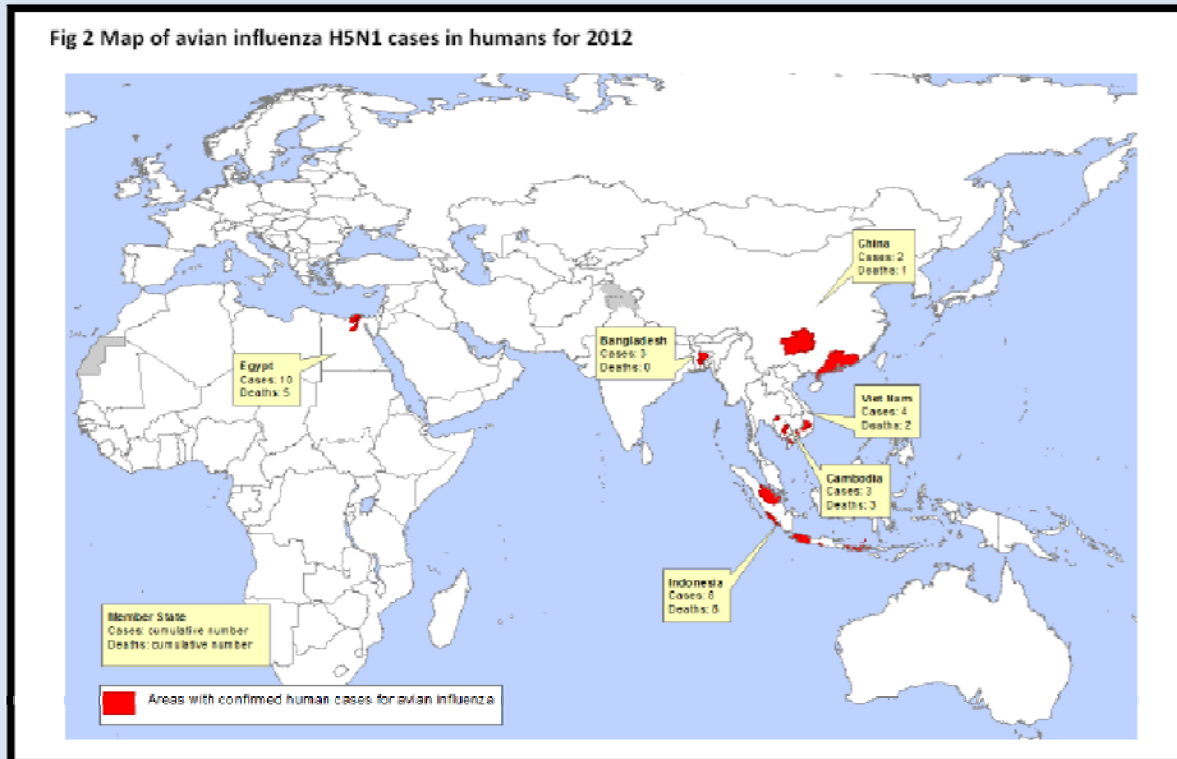 Fig 2 Map of avian influenza H5N1 cases in humans for 2012
China
Cases: 2
Deaths: 1
Bangladesh
Cases: 3
Deaths: 0
Egypt
Cases: 10
Deaths: 5
Viet Nam
Cases: 4
Deaths: 2
Cambodia
Cases: 3
Deaths: 3
Indonesia
Cases: 8
Deaths: 8
Member State
Cases: cumulative number
Deaths: cumulative number
Areas with confirmed human cases for avian influenza